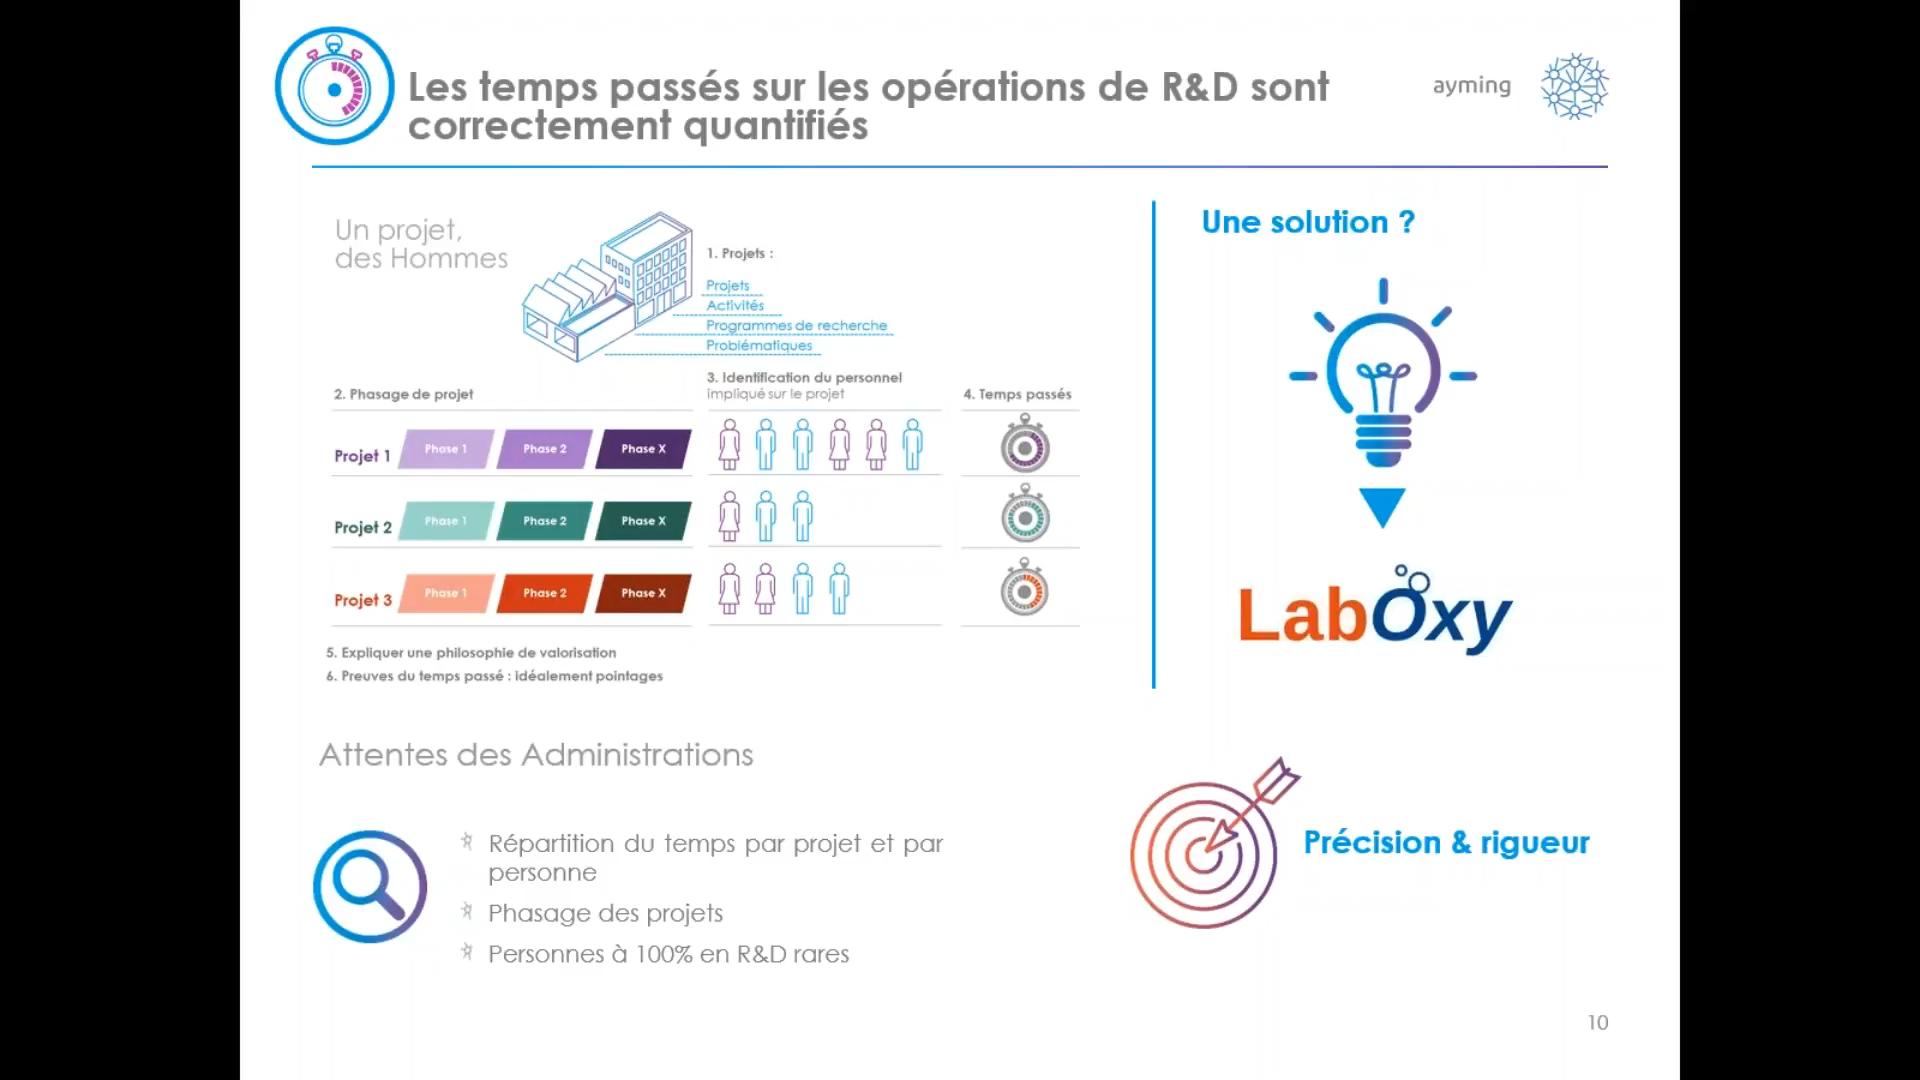 Les temps passés sur les opérations de R&D sont
correctement quantifiés
ayming
Un projet,
des Hommes
1. Projets :
Projets
Activités
Programmes de recherche
Problématiques
2. Phasage de projet
3. Identification du personnel
impliqué sur le projet
4. Temps passés
Projet 1 Phase 1 Phase 2 Phase X
Projet 2 Phase 1 Phase 2 Phase X
Projet 3 Phase 1 Phase 2 Phase X
5. Expliquer une philosophie de valorisation
6. Preuves du temps passé : idéalement pointages
Une solution ?
LabOxy
Attentes des Administrations
Répartition du temps par projet et par
personne
Phasage des projets
Personnes à 100% en R&D rares
Précision & rigueur
10